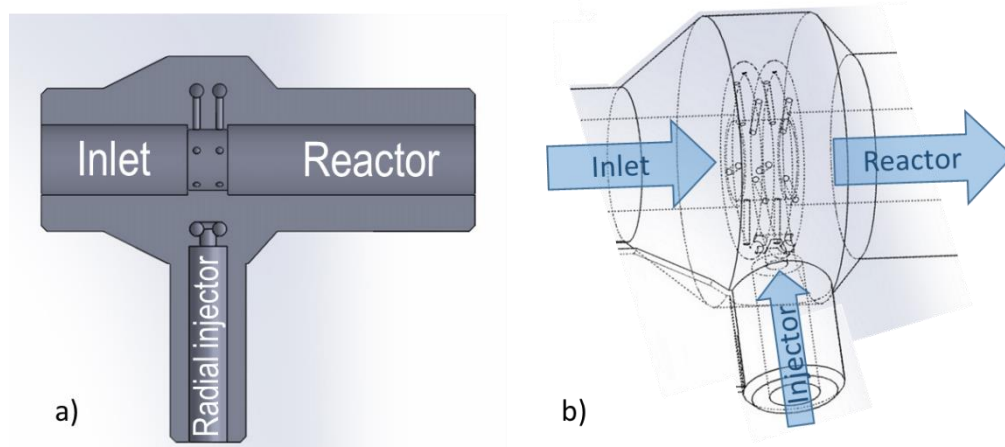 Inlet
Reactor
Radial injector
a)
Inlet
Reactor
Injector
b)